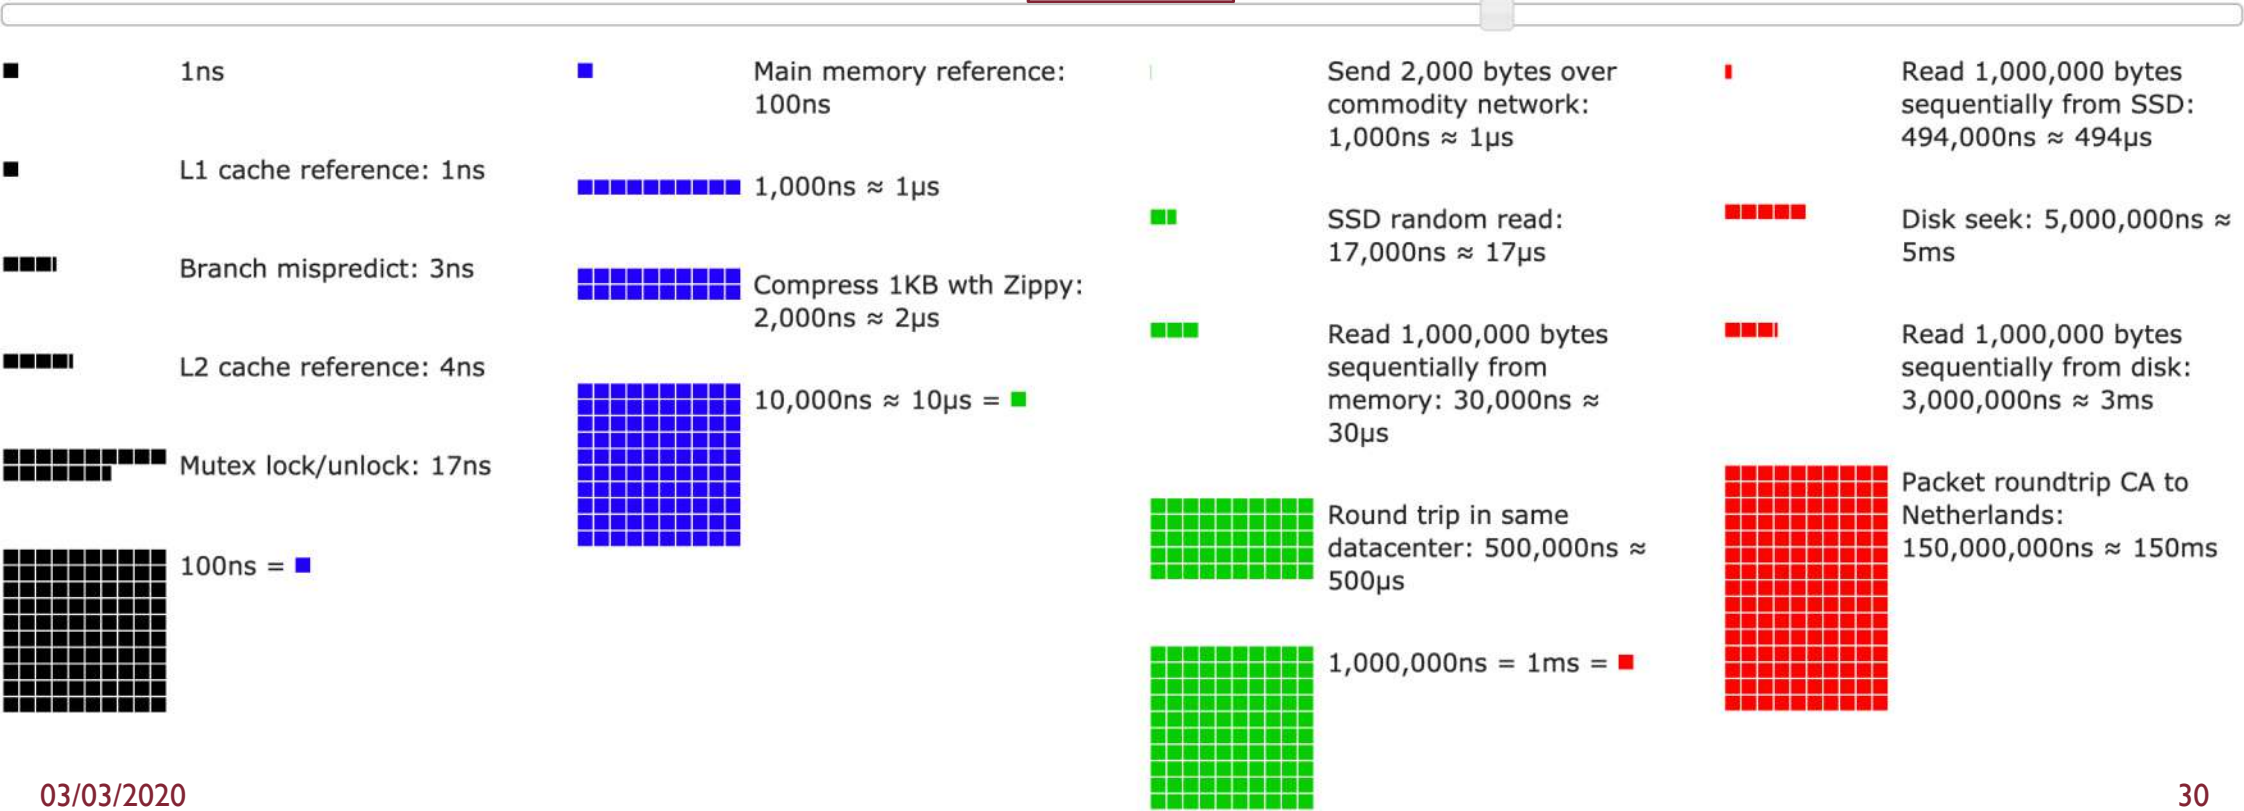 1ns
L1 cache reference: 1ns
Branch mispredict: 3ns
L2 cache reference: 4ns
Mutex lock/unlock: 17ns
100ns =
Main memory reference:
100ns
1,000ns ≈ 1μs
Compress 1KB wth Zippy:
2,000ns ≈ 2μs
10,000ns ≈ 10μs =
Send 2,000 bytes over
commodity network:
1,000ns ≈ 1μs
SSD random read:
17,000ns ≈ 17μs
Read 1,000,000 bytes
sequentially from
memory: 30,000ns ≈
30μs
Round trip in same
datacenter: 500,000ns ≈
500μs
1,000,000ns = 1ms =
Read 1,000,000 bytes
sequentially from SSD:
494,000ns ≈ 494μs
Disk seek: 5,000,000ns ≈
5ms
Read 1,000,000 bytes
sequentially from disk:
3,000,000ns ≈ 3ms
Packet roundtrip CA to
Netherlands:
150,000,000ns ≈ 150ms
03/03/2020
30